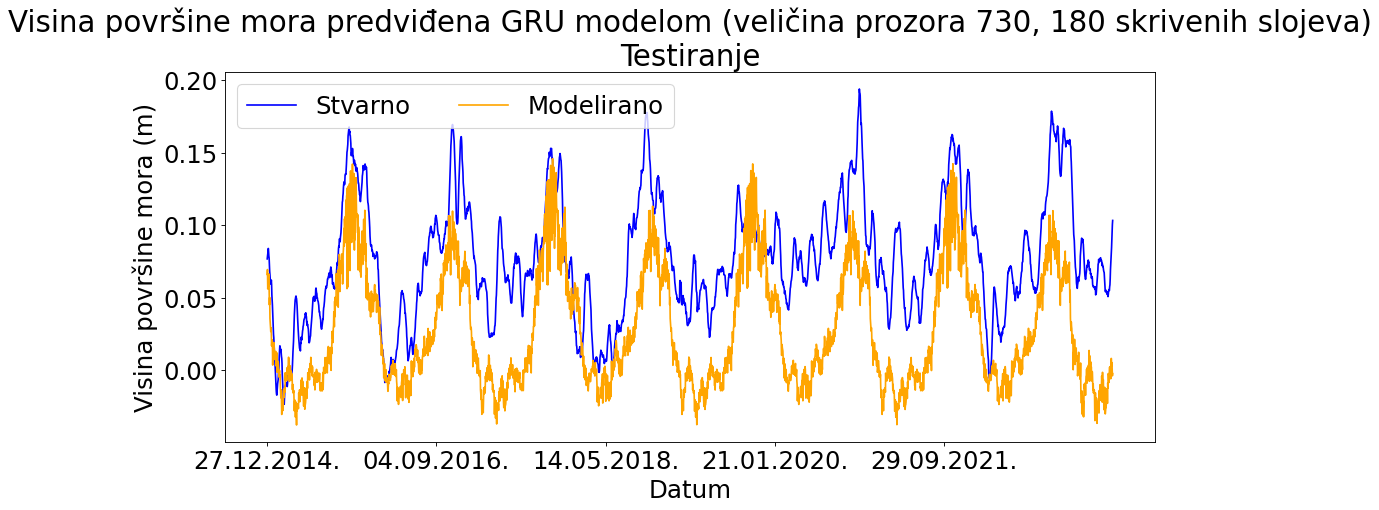 Visina površine mora predviđena GRU modelom (veličina prozora 730, 180 skrivenih slojeva)
Testiranje
Stvarno
Modelirano
Visina površine mora (m)
0.20
0.15
0.10
0.05
0.00
27.12.2014.
04.09.2016.
14.05.2018.
21.01.2020.
29.09.2021.
Datum